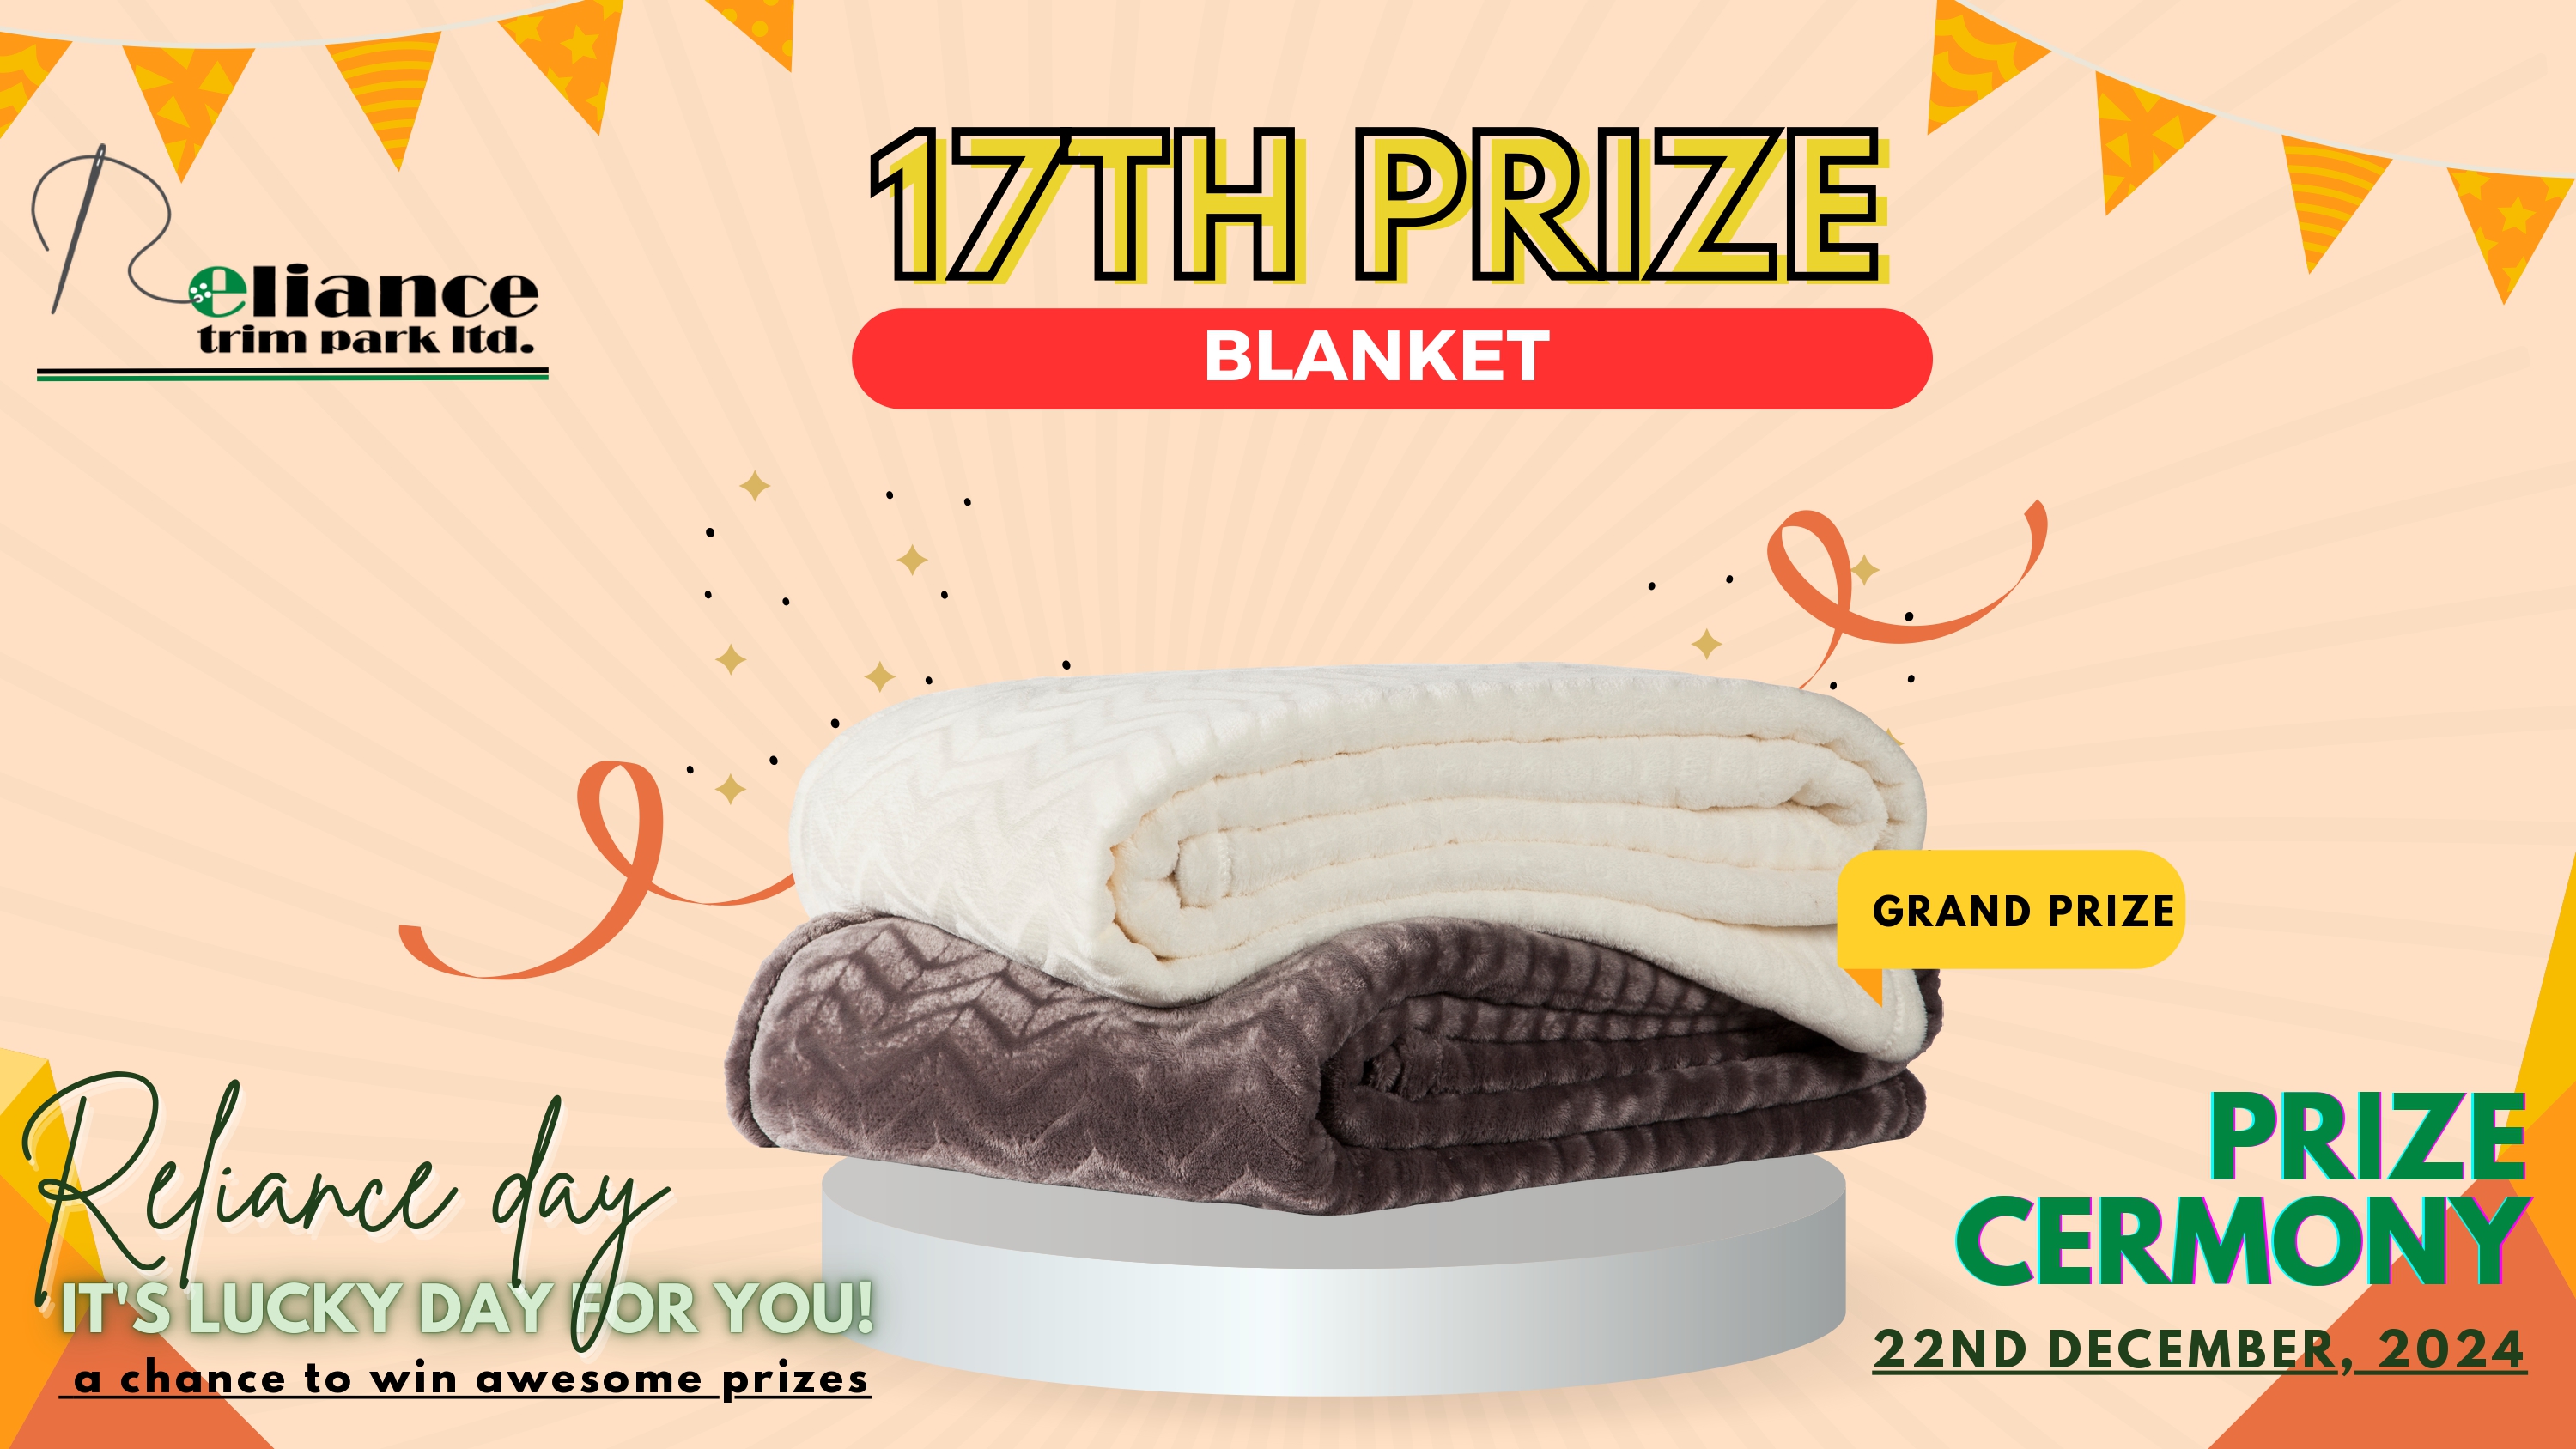 17TH PRIZE
BLANKET
Reliance
trim park ltd.
GRAND PRIZE
Reliance day
IT'S LUCKY DAY FOR YOU!
a chance to win awesome prizes
PRIZE
CERMONY
22ND DECEMBER, 2024